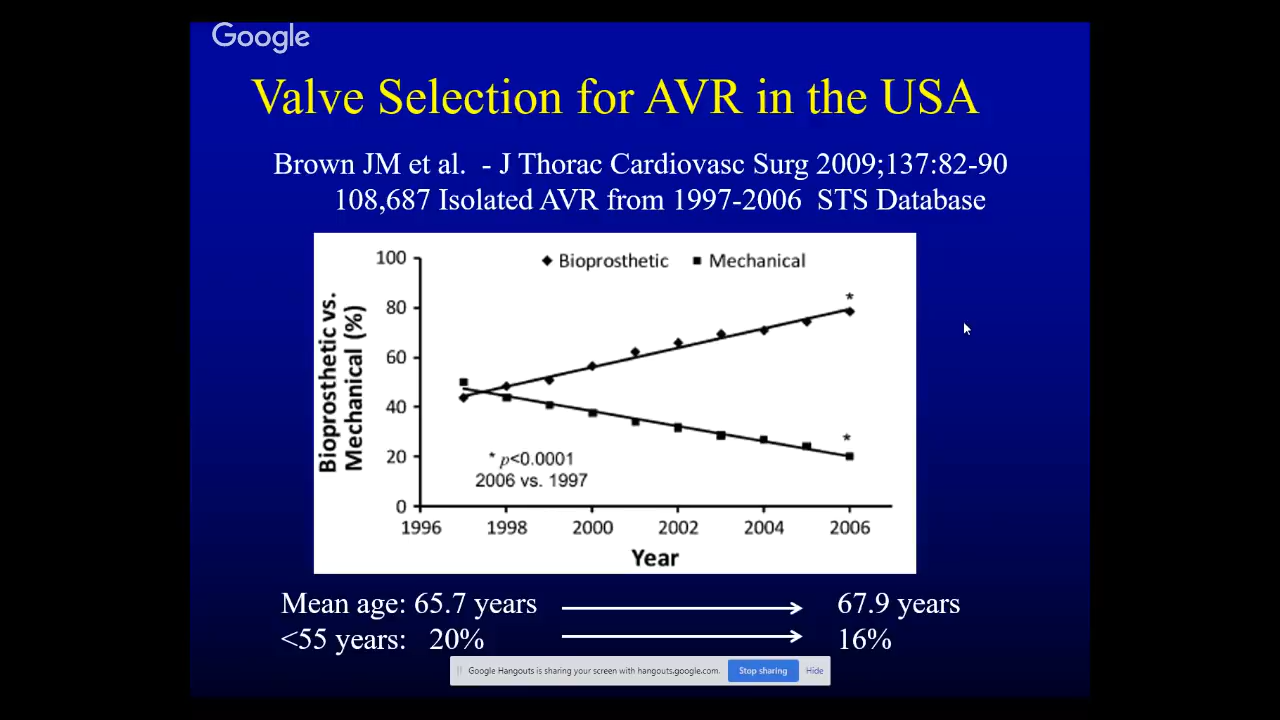 Google
Valve Selection for AVR in the USA
Brown JM et al. - J Thorac Cardiovasc Surg 2009;137:82-90
108,687 Isolated AVR from 1997-2006 STS Database
Bioprosthetic vs.
Mechanical (%)
100
80
60
40
20
0
Bioprosthetic Mechanical
*
*
* p<0.0001
2006 vs. 1997
1996 1998 2000 2002 2004 2006
Year
Mean age: 65.7 years 67.9 years
<55 years: 20% 16%
Google Hangouts is sharing your screen with hangouts.google.com. Stop sharing Hide